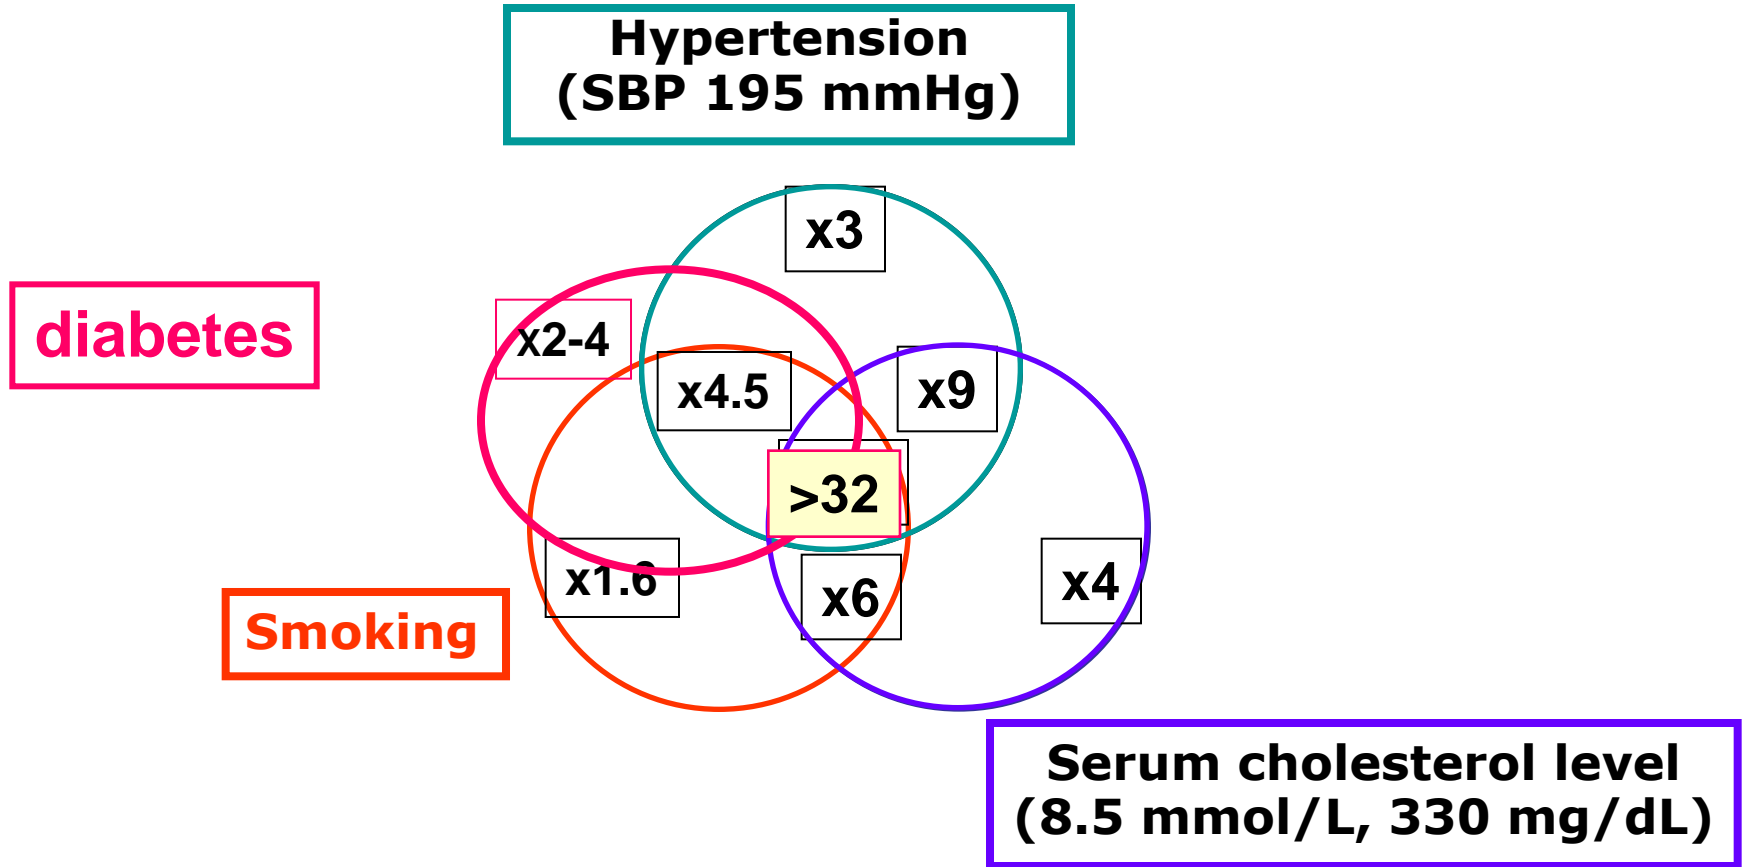 Hypertension
(SBP 195 mmHg)
x3
diabetes
x2-4
x4.5
x9
>32
x1.6
x6
x4
Smoking
Serum cholesterol level
(8.5 mmol/L, 330 mg/dL)